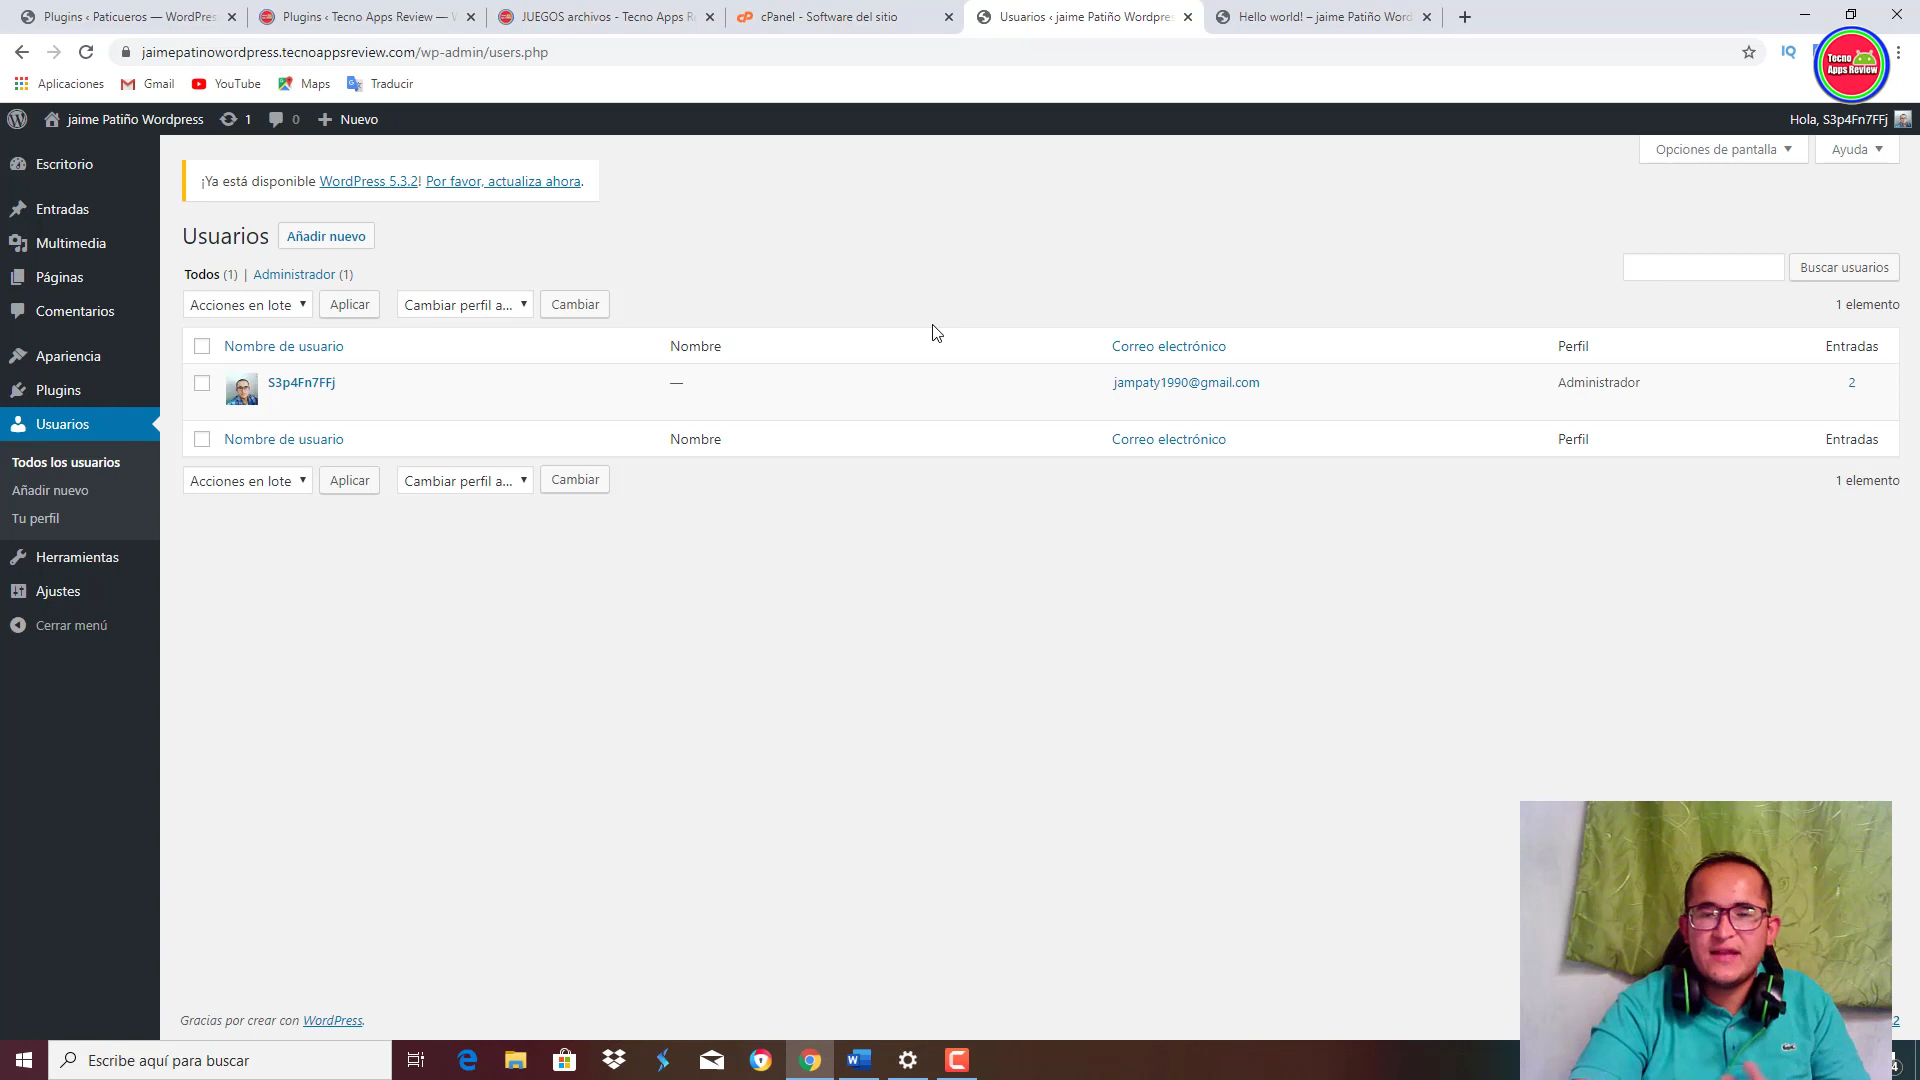 Plugins ‹ Paticueros — WordPres
Plugins ‹ Tecno Apps Review — W
JUEGOS archivos - Tecno Apps R
cPanel - Software del sitio
Usuarios ‹ jaime Patiño Wordpres
Hello world! – jaime Patiño Word
jaimepatinowordpress.tecnoappsreview.com/wp-admin/users.php
IQ
Tecno
Apps Review
Aplicaciones
Gmail
YouTube
Maps
Traducir
jaime Patiño Wordpress
1
0
Nuevo
Hola, S3p4Fn7FFj
Escritorio
Entradas
Multimedia
Páginas
Comentarios
Apariencia
Plugins
Usuarios
Todos los usuarios
Añadir nuevo
Tu perfil
Herramientas
Ajustes
Cerrar menú
Opciones de pantalla
Ayuda
¡Ya está disponible WordPress 5.3.2! Por favor, actualiza ahora.
Usuarios Añadir nuevo
Todos (1) | Administrador (1)
Buscar usuarios
Acciones en lote Aplicar Cambiar perfil a... Cambiar 1 elemento
Nombre de usuario Nombre Correo electrónico Perfil Entradas
S3p4Fn7FFj — jampaty1990@gmail.com Administrador 2
Nombre de usuario Nombre Correo electrónico Perfil Entradas
Acciones en lote Aplicar Cambiar perfil a... Cambiar 1 elemento
Gracias por crear con WordPress.
2
Escribe aquí para buscar